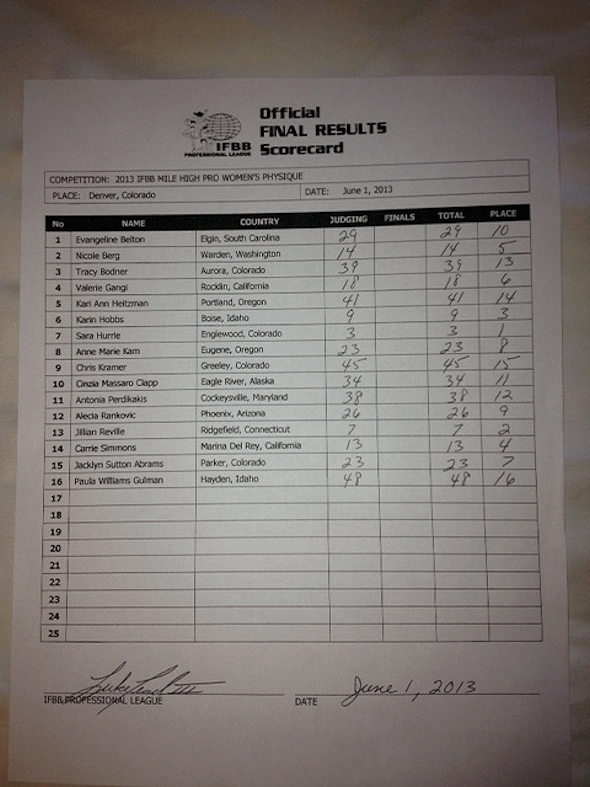 Official
FINAL RESULTS
Scorecard
IFBB
PROFESSIONAL LEAGUE
COMPETITION: 2013 IFBB MILE HIGH PRO WOMEN'S PHYSIQUE
PLACE: Denver, Colorado DATE: June 1, 2013
No NAME COUNTRY JUDGING FINALS TOTAL PLACE
1 Evangeline Belton Elgin, South Carolina 29 29 10
2 Nicole Berg Warden, Washington 14 14 5
3 Tracy Bodner Aurora, Colorado 39 39 13
4 Valerie Gangi Rocklin, California 18 18 6
5 Kari Ann Heitzman Portland, Oregon 41 41 14
6 Karin Hobbs Boise, Idaho 9 9 3
7 Sara Hurrle Englewood, Colorado 3 3 1
8 Anne Marie Kam Eugene, Oregon 23 23 8
9 Chris Kramer Greeley, Colorado 45 45 15
10 Cinzia Massaro Clapp Eagle River, Alaska 34 34 11
11 Antonia Perdikakis Cockeysville, Maryland 38 38 12
12 Alecia Rankovic Phoenix, Arizona 26 26 9
13 Jillian Reville Ridgefield, Connecticut 7 7 2
14 Carrie Simmons Marina Del Rey, California 13 13 4
15 Jacklyn Sutton Abrams Parker, Colorado 23 23 7
16 Paula Williams Gulman Hayden, Idaho 48 48 16
17
18
19
20
21
22
23
24
25
June 1, 2013
IFBB PROFESSIONAL LEAGUE DATE